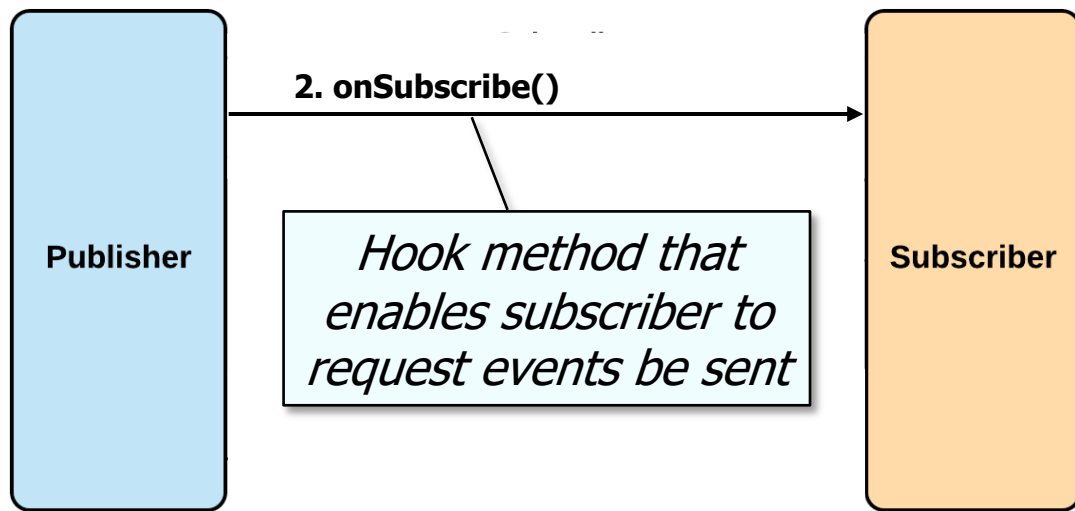 2. onSubscribe()
Publisher
Hook method that
enables subscriber to
request events be sent
Subscriber